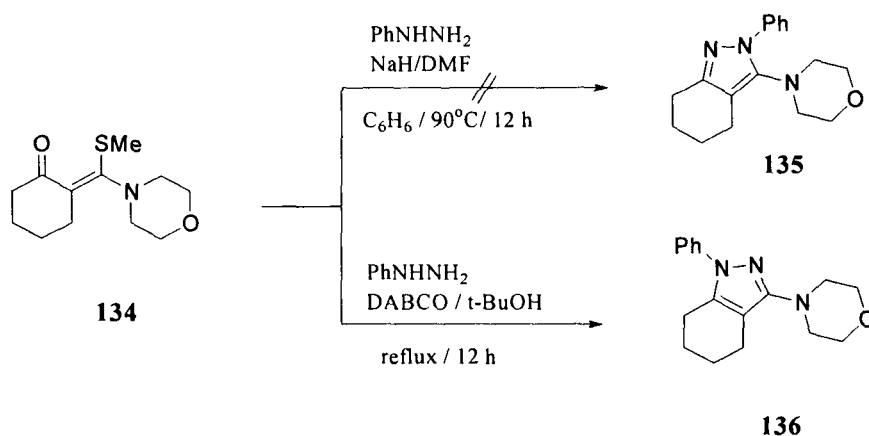 PhNHNH₂
NaH/DMF
C₆H₆ / 90°C/ 12 h
Ph
N
N
N
O
135
O
SMe
N
O
134
PhNHNH₂
DABCO / t-BuOH
reflux / 12 h
Ph
N
N
N
O
136